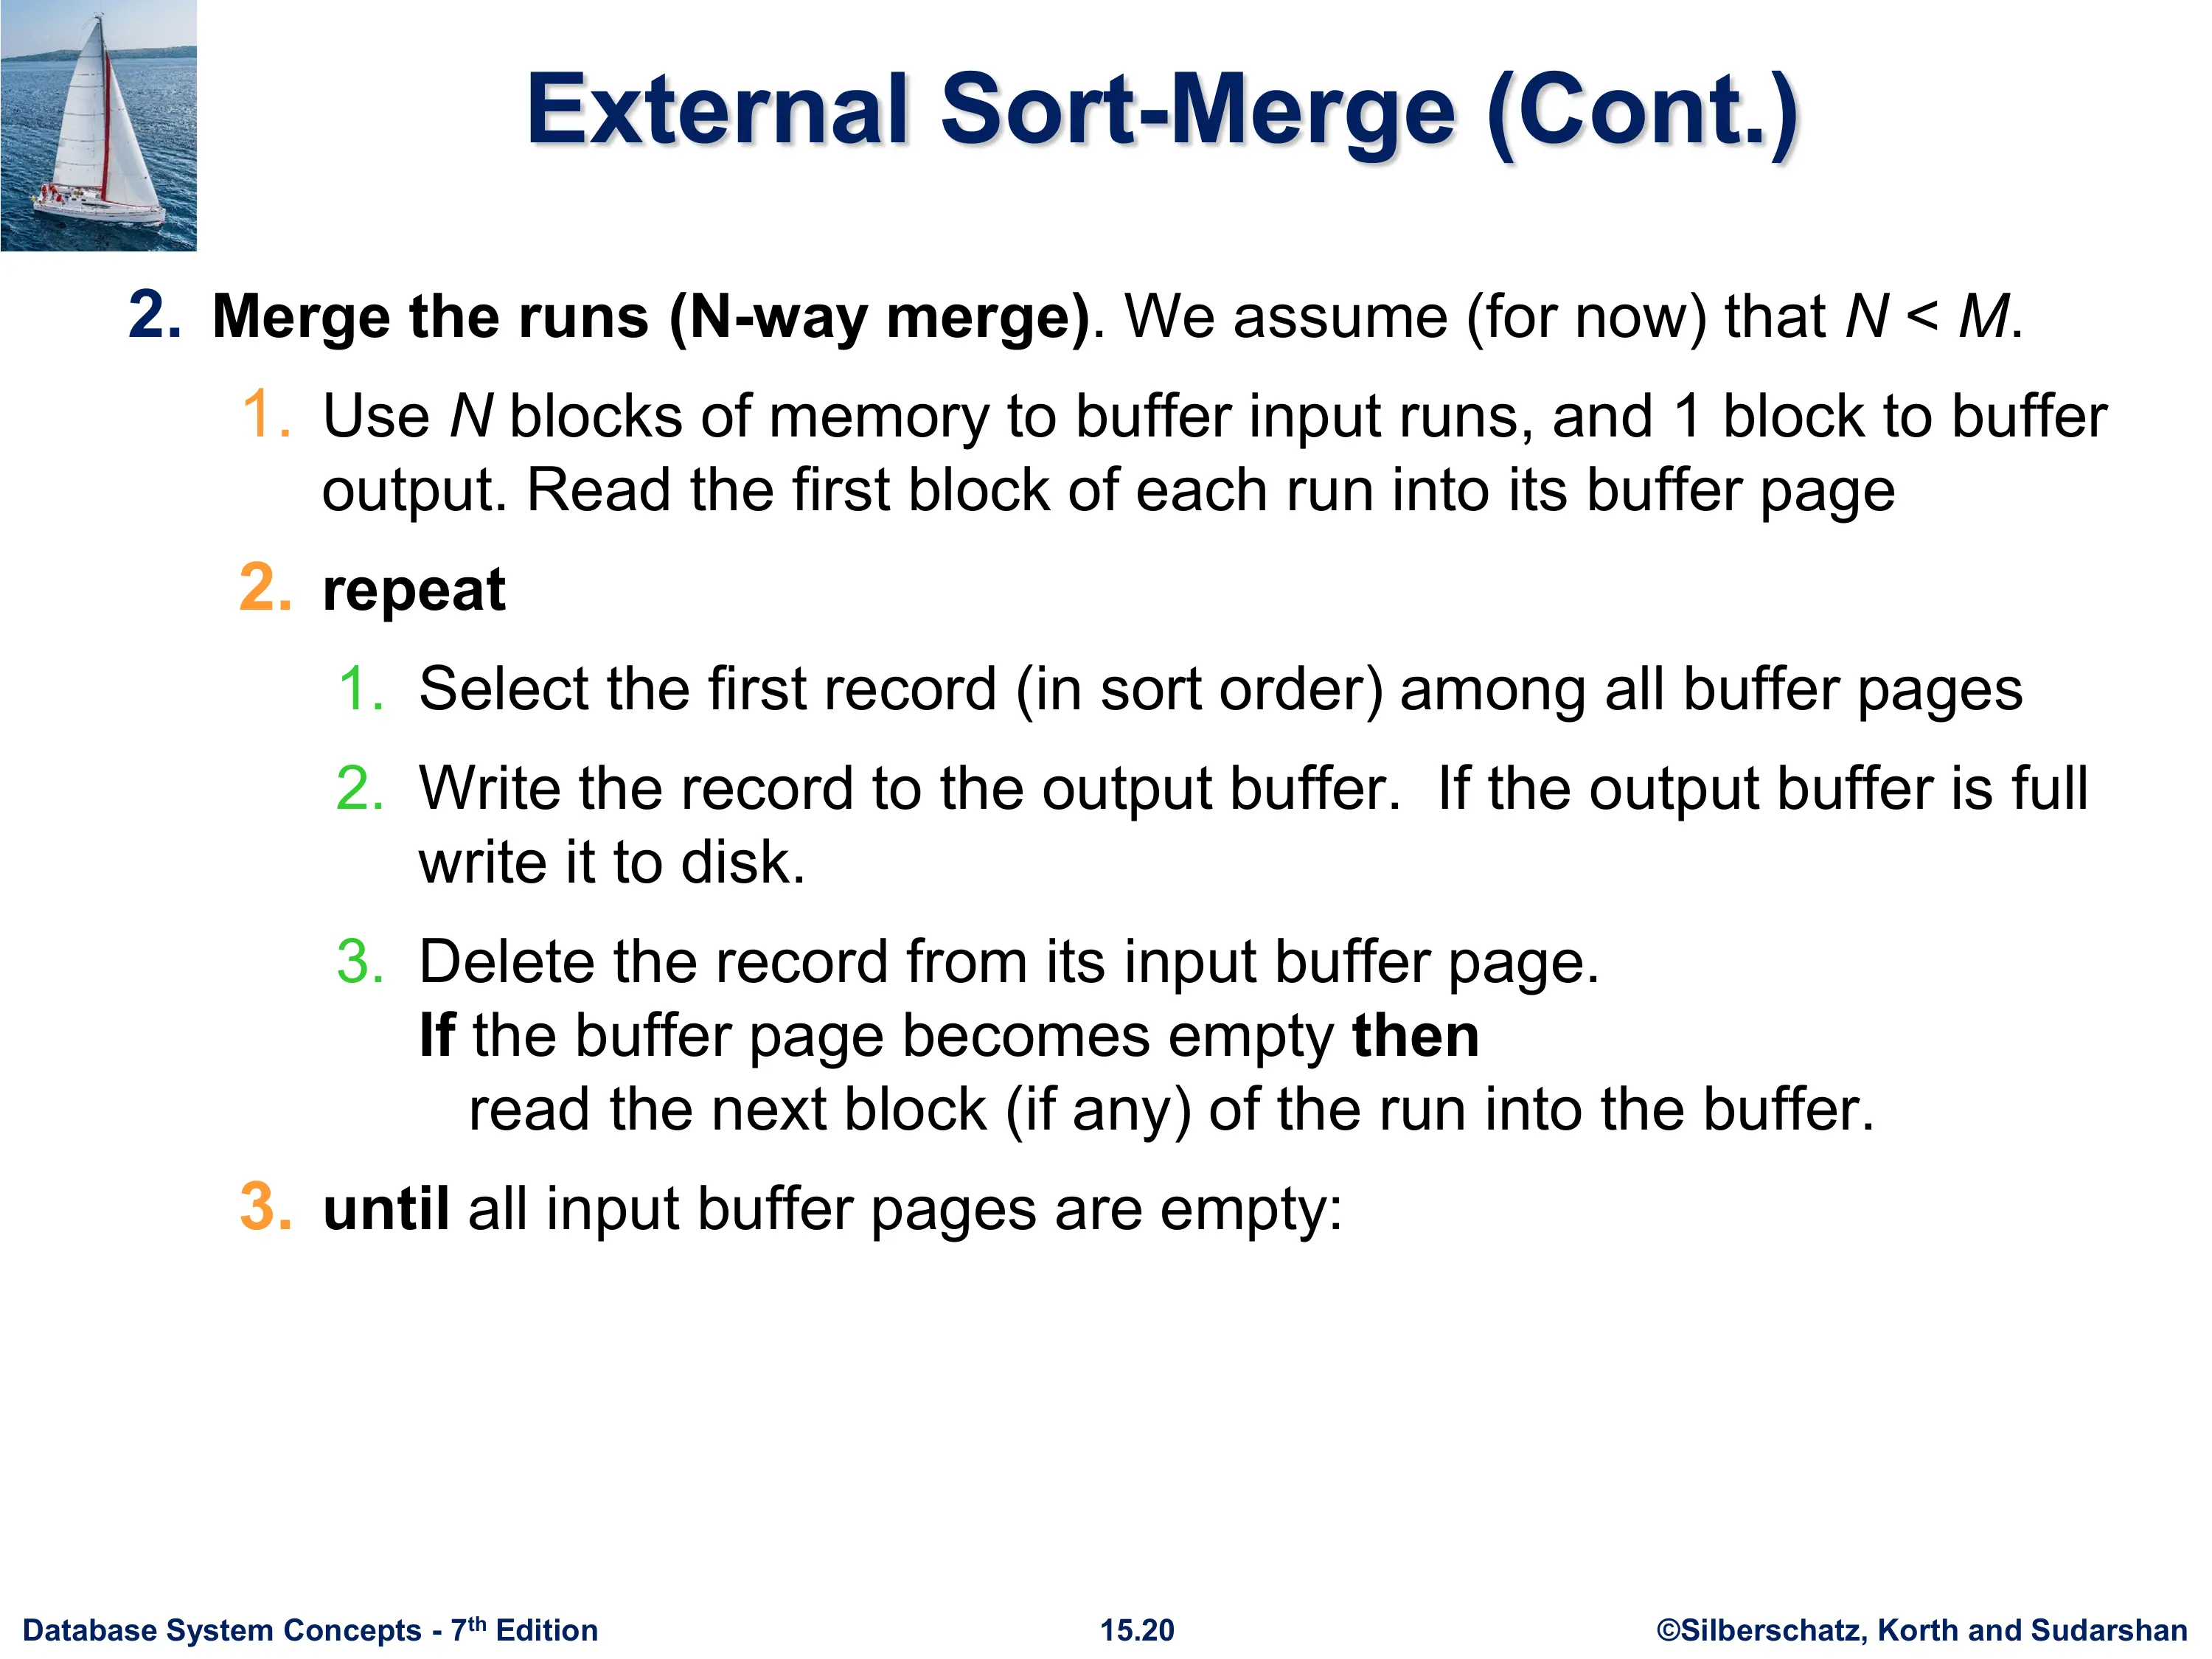 External Sort-Merge (Cont.)
2. Merge the runs (N-way merge). We assume (for now) that N < M.
1. Use N blocks of memory to buffer input runs, and 1 block to buffer
output. Read the first block of each run into its buffer page
2. repeat
1. Select the first record (in sort order) among all buffer pages
2. Write the record to the output buffer.  If the output buffer is full
write it to disk.
3. Delete the record from its input buffer page.
If the buffer page becomes empty then
read the next block (if any) of the run into the buffer.
3. until all input buffer pages are empty:
Database System Concepts - 7th Edition
15.20
©Silberschatz, Korth and Sudarshan